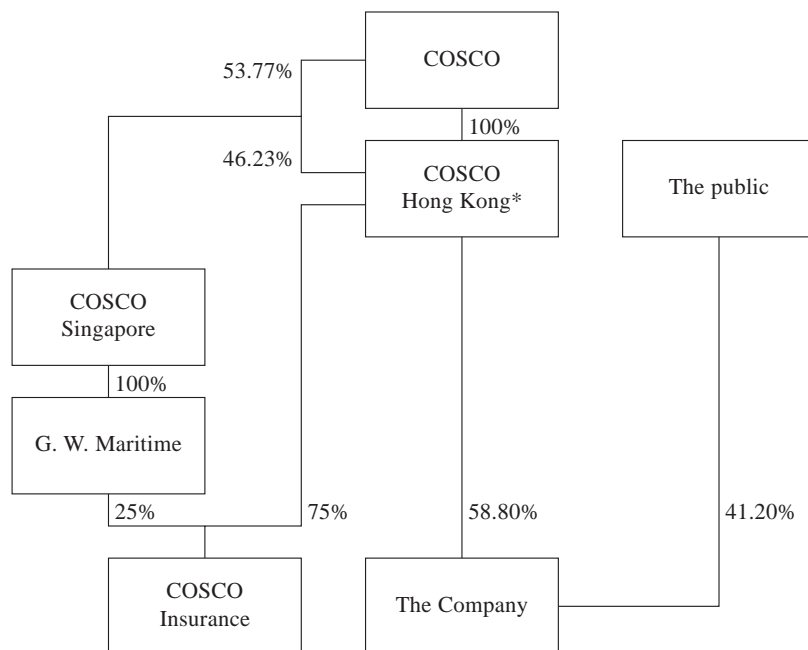 COSCO
53.77%
100%
46.23%
COSCO
Hong Kong*
The public
COSCO
Singapore
100%
G. W. Maritime
25%
75%
58.80%
41.20%
COSCO
Insurance
The Company